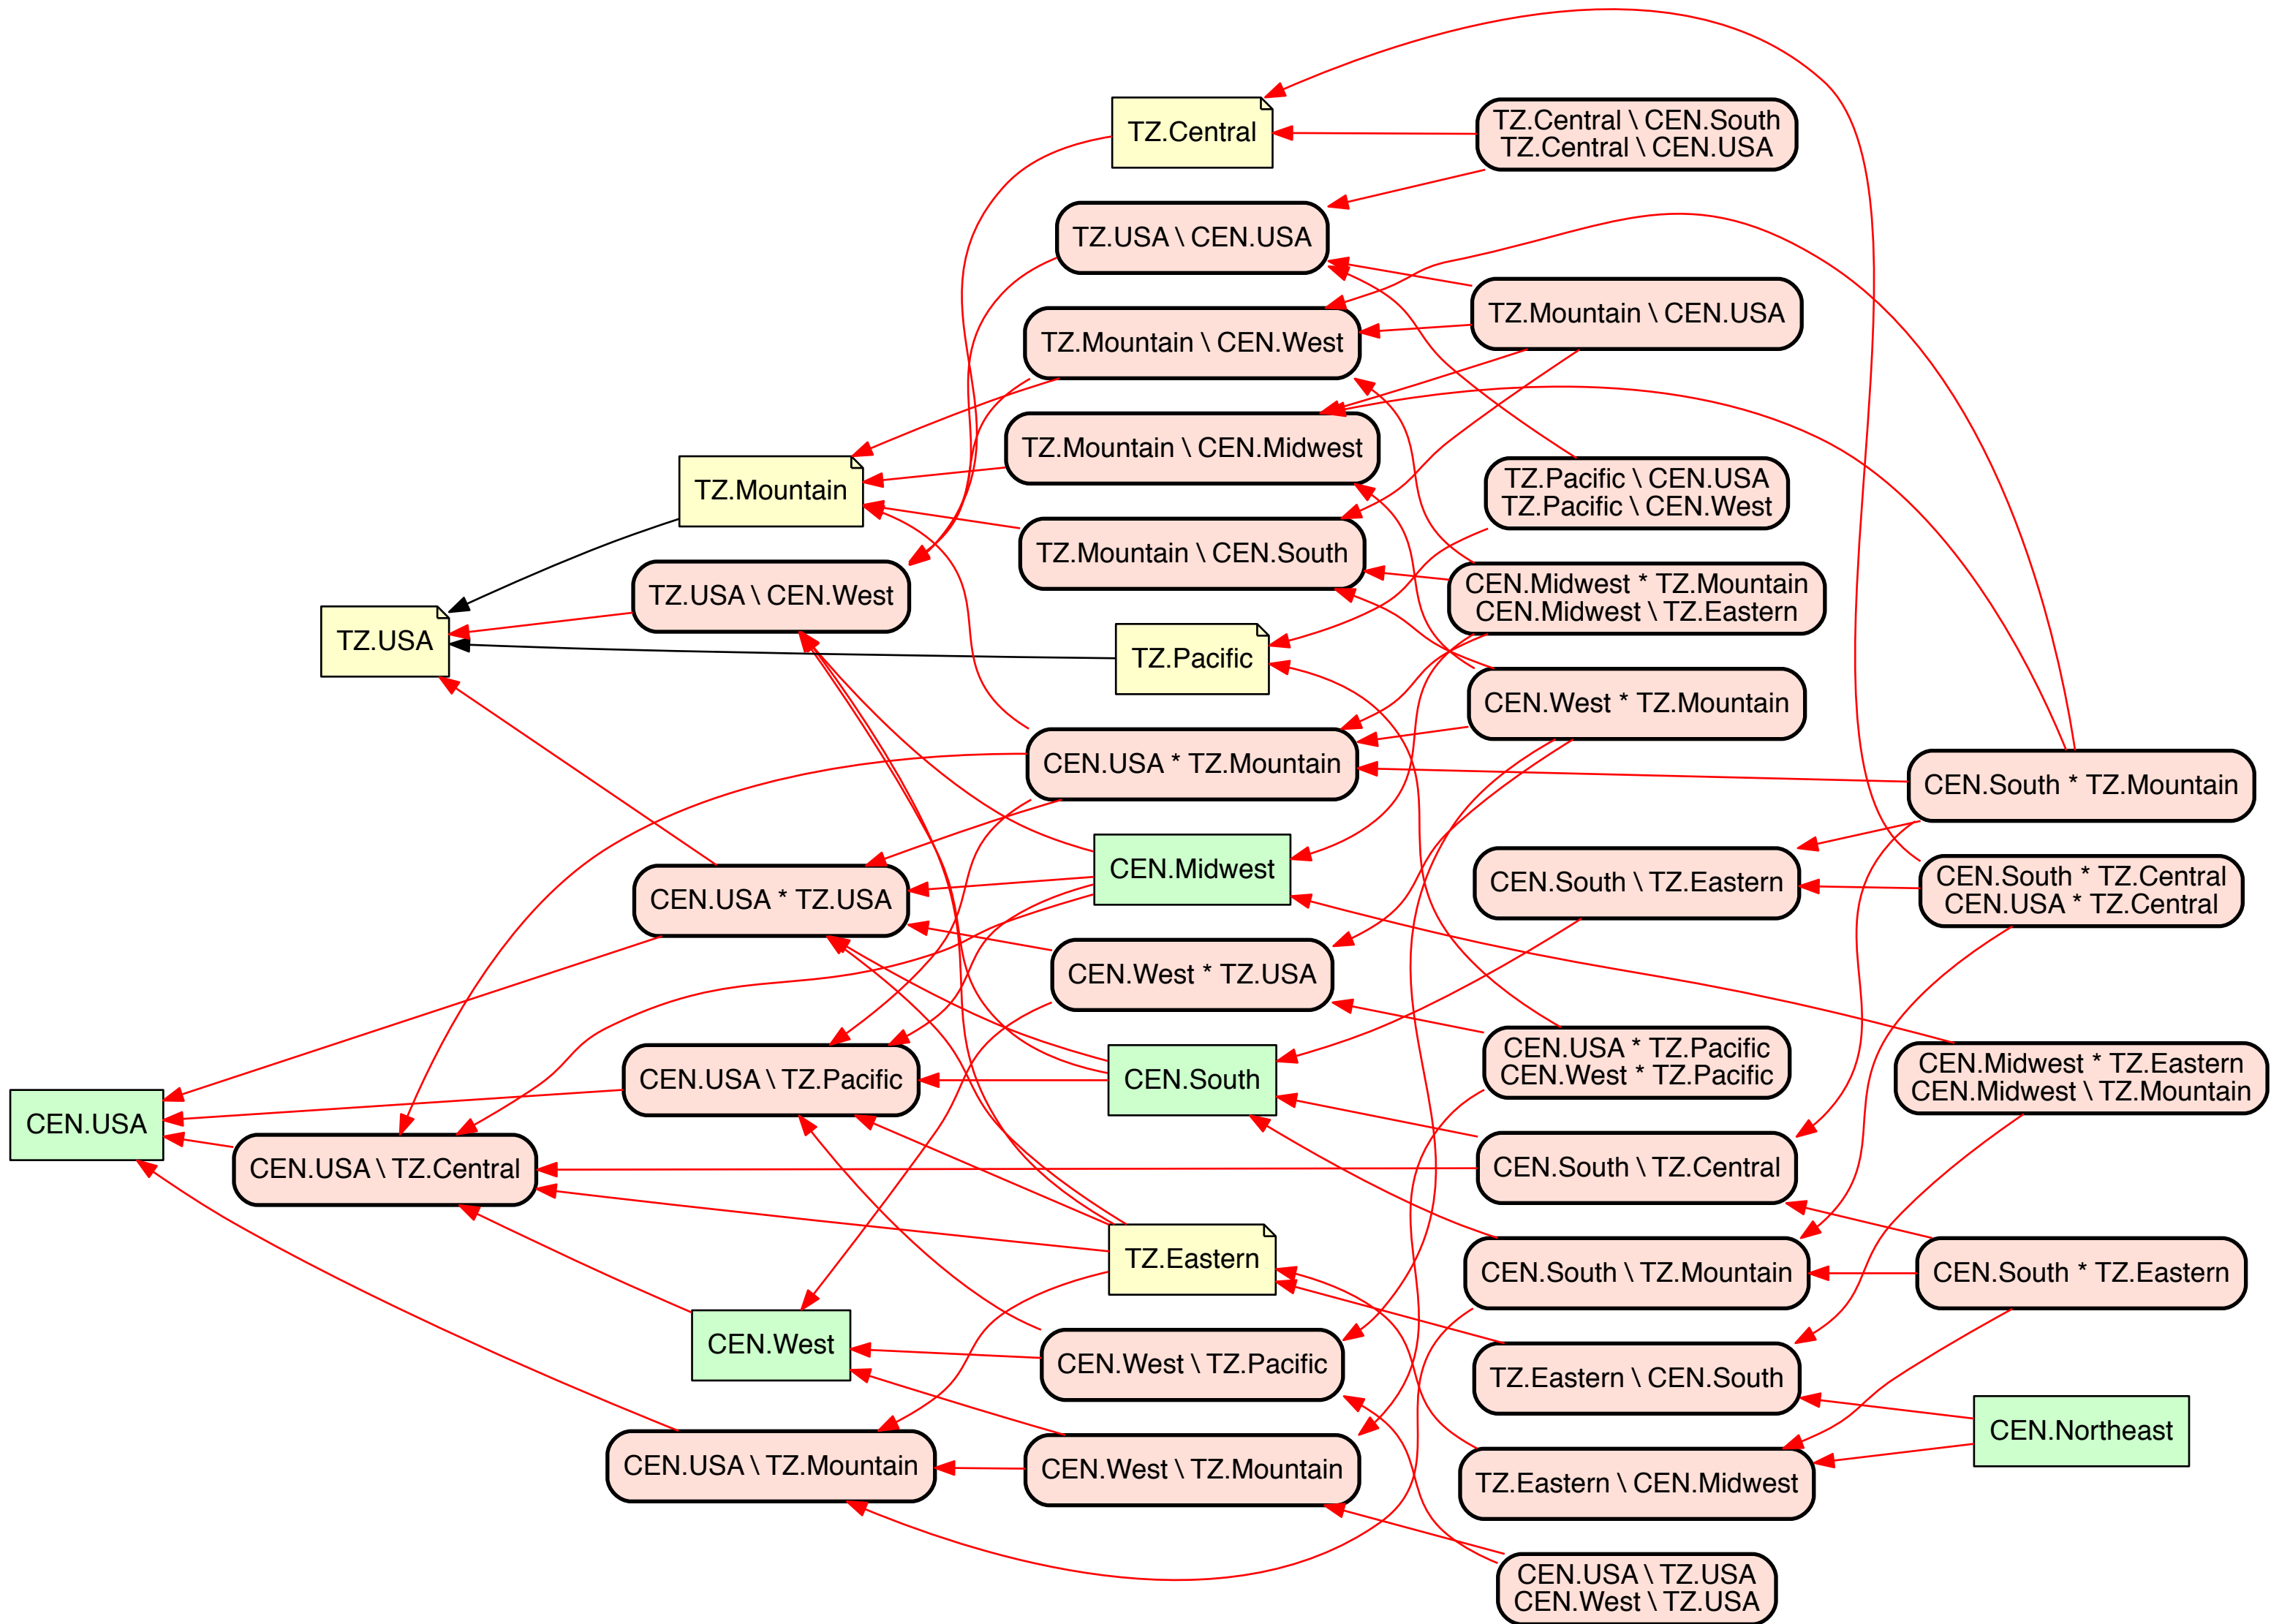 TZ.Central
TZ.Central \ CEN.South
TZ.Central \ CEN.USA
TZ.USA \ CEN.USA
TZ.Mountain \ CEN.USA
TZ.Mountain \ CEN.West
TZ.Mountain \ CEN.Midwest
TZ.Mountain
TZ.Pacific \ CEN.USA
TZ.Pacific \ CEN.West
TZ.Mountain \ CEN.South
TZ.USA \ CEN.West
CEN.Midwest * TZ.Mountain
CEN.Midwest \ TZ.Eastern
TZ.USA
TZ.Pacific
CEN.West * TZ.Mountain
CEN.USA * TZ.Mountain
CEN.South * TZ.Mountain
CEN.Midwest
CEN.South \ TZ.Eastern
CEN.South * TZ.Central
CEN.USA * TZ.Central
CEN.USA * TZ.USA
CEN.West * TZ.USA
CEN.USA * TZ.Pacific
CEN.West * TZ.Pacific
CEN.USA \ TZ.Pacific
CEN.South
CEN.Midwest * TZ.Eastern
CEN.Midwest \ TZ.Mountain
CEN.USA
CEN.USA \ TZ.Central
CEN.South \ TZ.Central
TZ.Eastern
CEN.South \ TZ.Mountain
CEN.South * TZ.Eastern
CEN.West
CEN.West \ TZ.Pacific
TZ.Eastern \ CEN.South
CEN.Northeast
CEN.USA \ TZ.Mountain
CEN.West \ TZ.Mountain
TZ.Eastern \ CEN.Midwest
CEN.USA \ TZ.USA
CEN.West \ TZ.USA